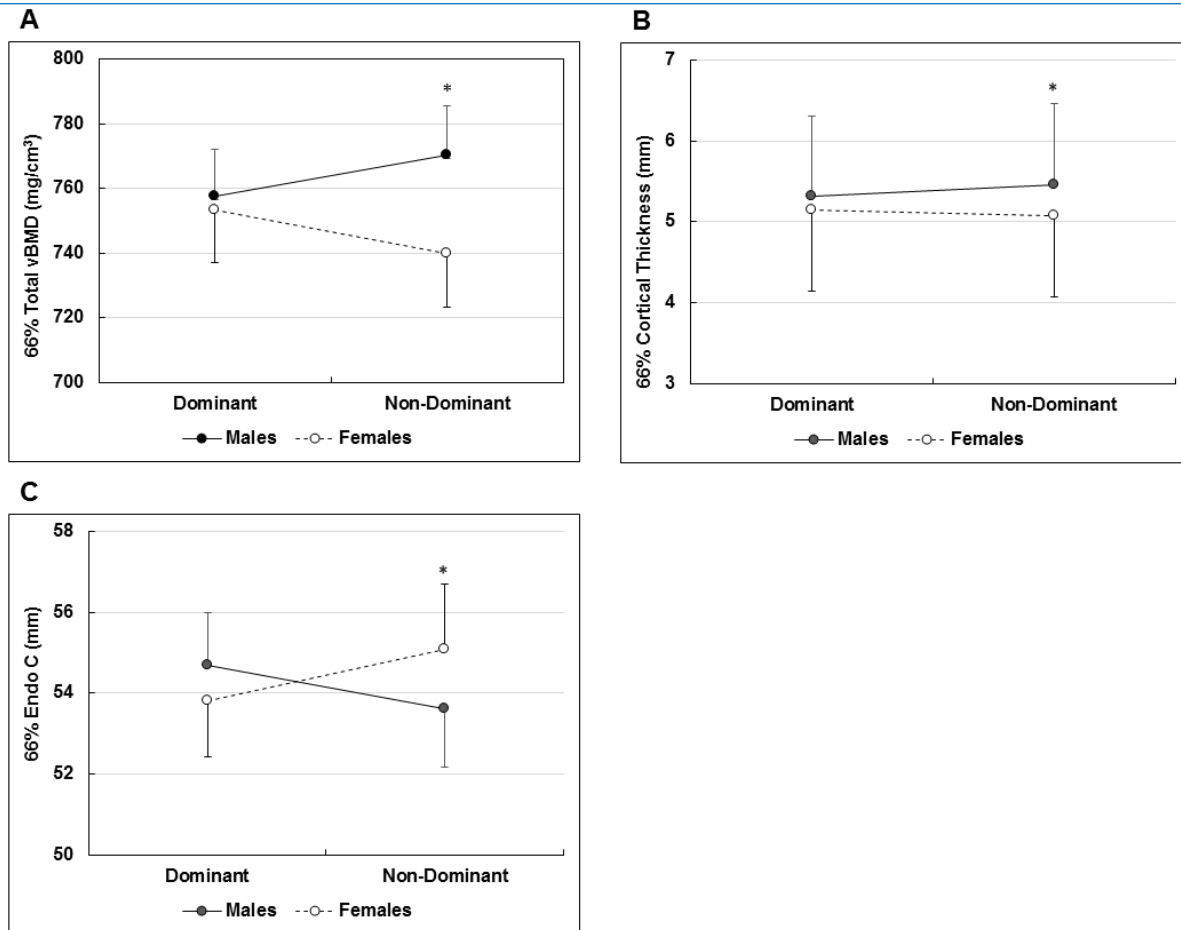 A
66% Total vBMD (mg/cm³)
800
780
760
740
720
700
*
Dominant Non-Dominant
Males Females
B
66% Cortical Thickness (mm)
7
6
5
4
3
*
Dominant Non-Dominant
Males Females
C
66% Endo C (mm)
58
56
54
52
50
*
Dominant Non-Dominant
Males Females